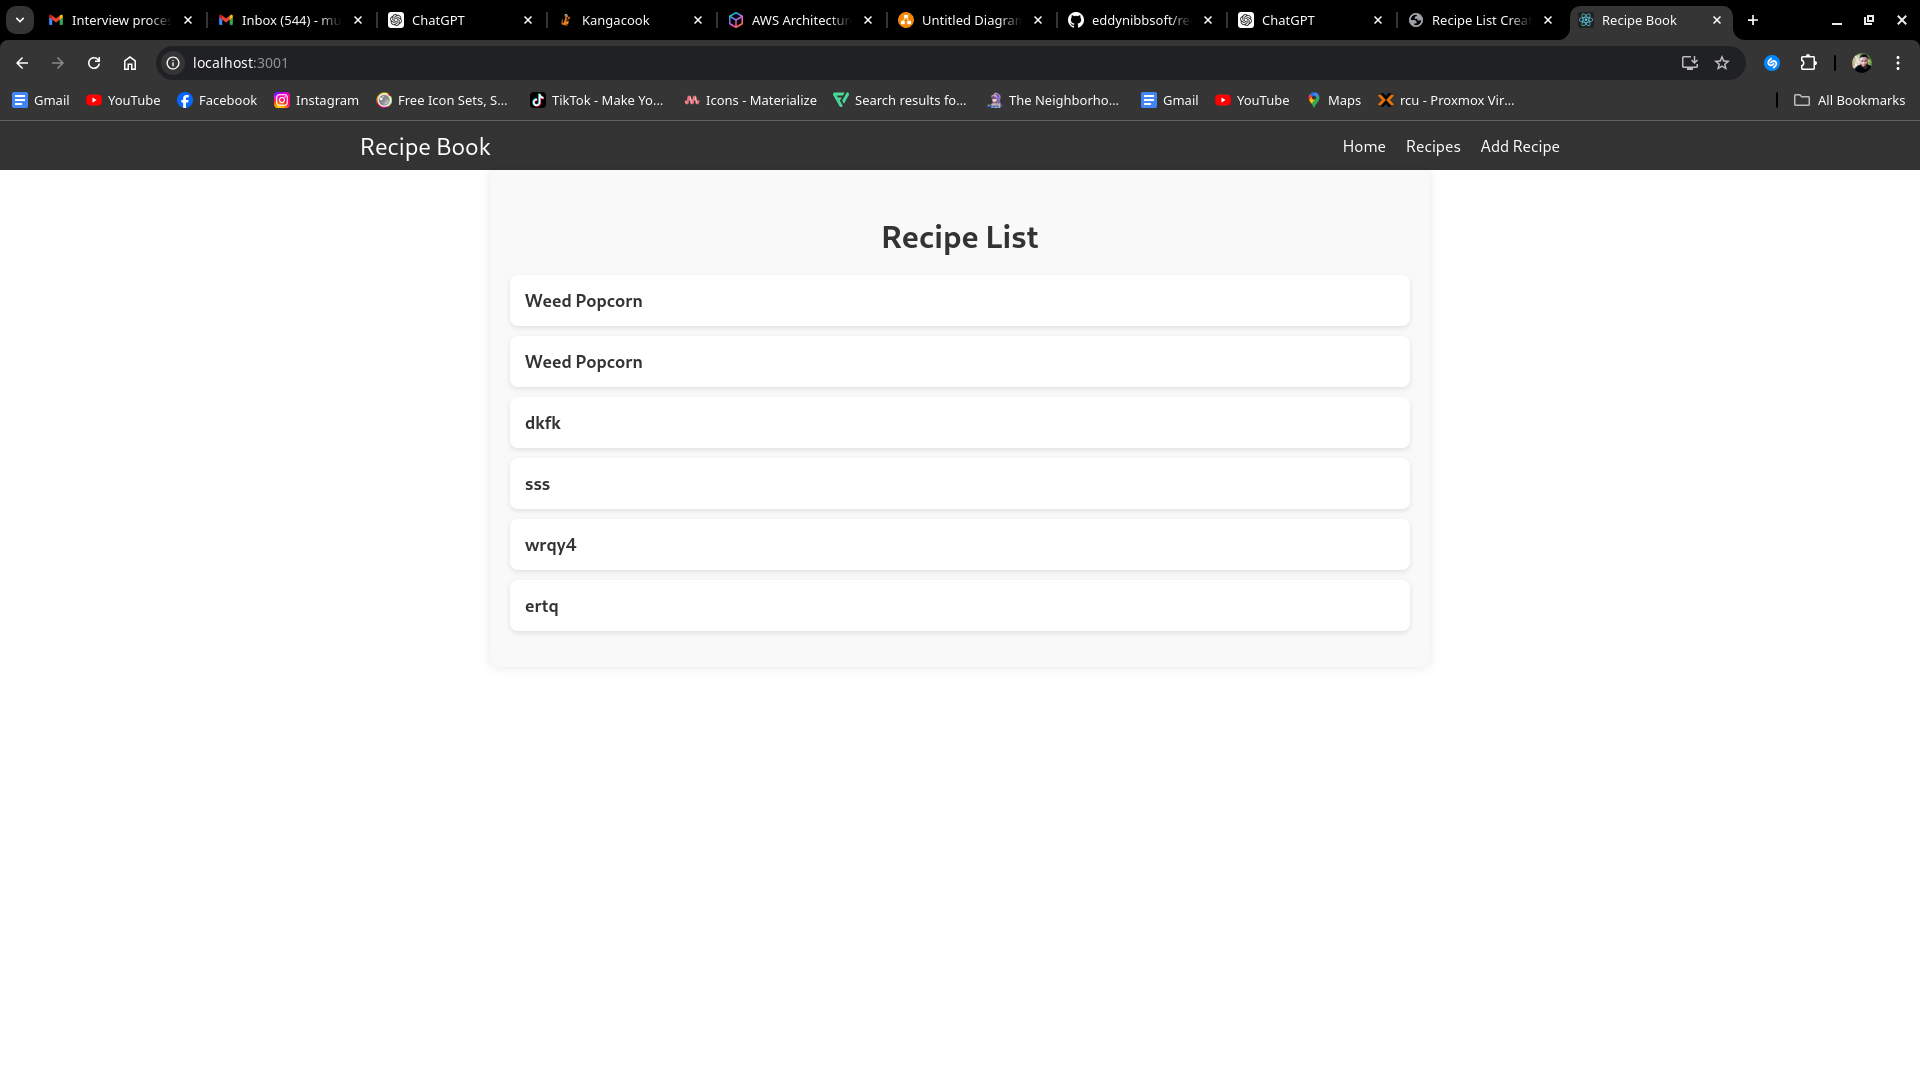 Interview proces
Inbox (544) - mu
ChatGPT
Kangacook
AWS Architectur
Untitled Diagram
eddynibbsoft/re
ChatGPT
Recipe List Crea
Recipe Book
localhost:3001
Gmail
YouTube
Facebook
Instagram
Free Icon Sets, S...
TikTok - Make Yo...
Icons - Materialize
Search results fo...
The Neighborho...
Gmail
YouTube
Maps
rcu - Proxmox Vir...
All Bookmarks
Recipe Book
Home
Recipes
Add Recipe
Recipe List
Weed Popcorn
Weed Popcorn
dkfk
sss
wrqy4
ertq